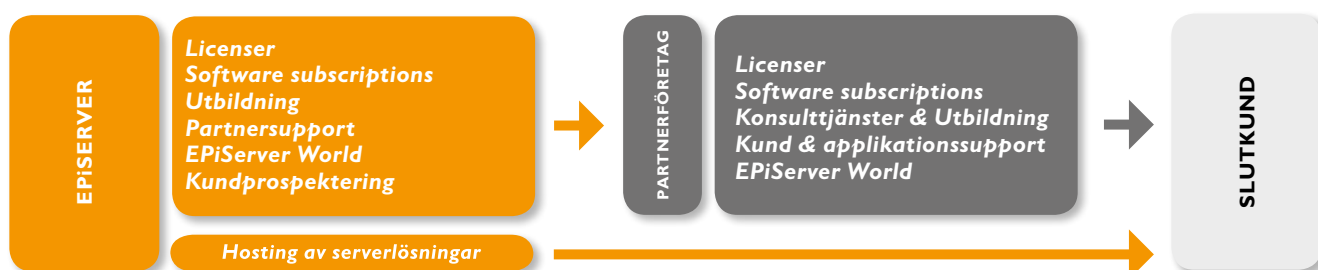 EPiSERVER
Licenser
Software subscriptions
Utbildning
Partnersupport
EPiServer World
Kundprospektering
Hosting av serverlösningar
PARTNERFÖRETAG
Licenser
Software subscriptions
Konsulttjänster & Utbildning
Kund & applikationssupport
EPiServer World
SLUTKUND